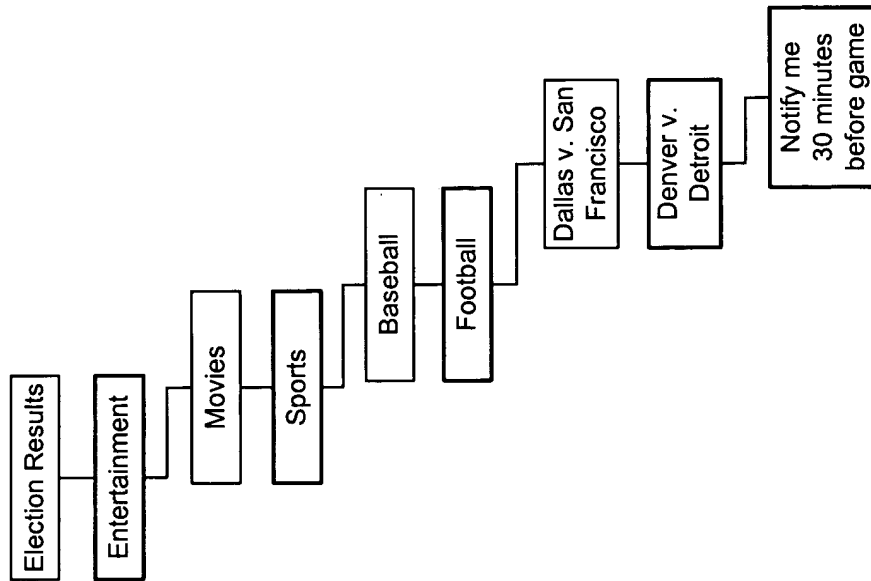 Election Results
Entertainment
Movies
Sports
Baseball
Football
Dallas v. San
Francisco
Denver v.
Detroit
Notify me
30 minutes
before game